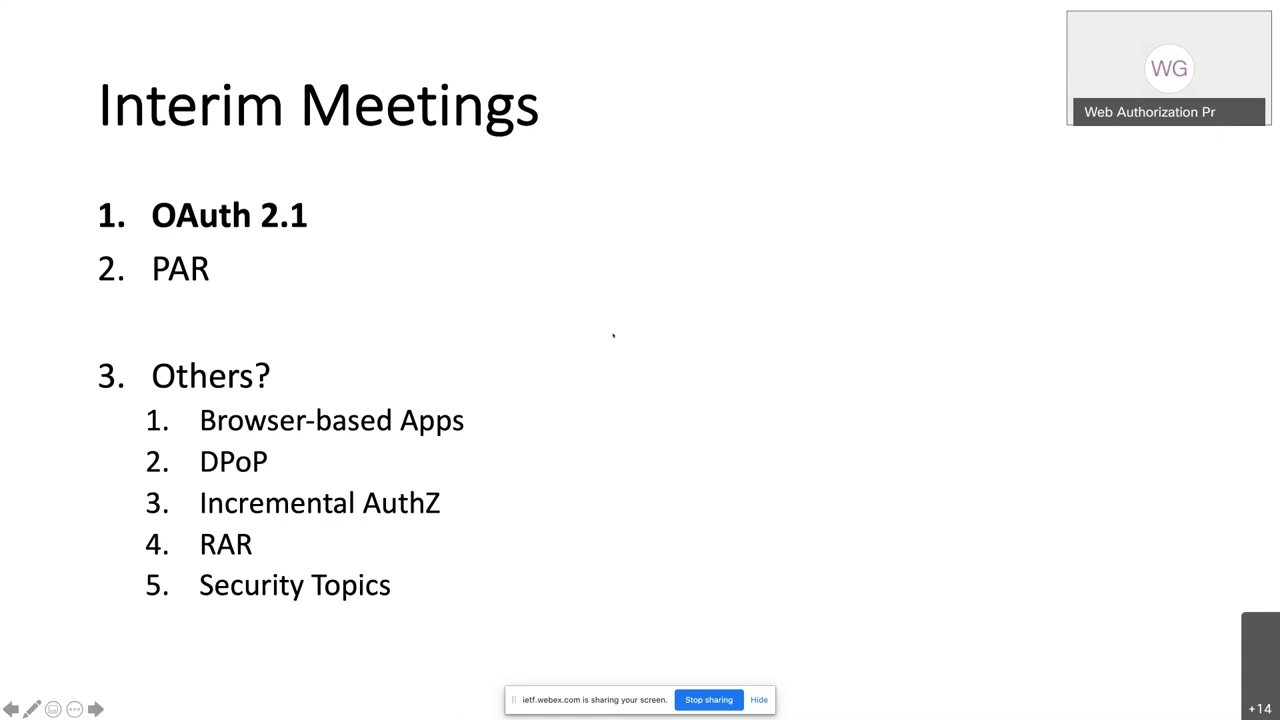 Interim Meetings
WG
Web Authorization Pr
1. OAuth 2.1
2. PAR
3. Others?
1. Browser-based Apps
2. DPoP
3. Incremental AuthZ
4. RAR
5. Security Topics
ietf.webex.com is sharing your screen. Stop sharing Hide
+14